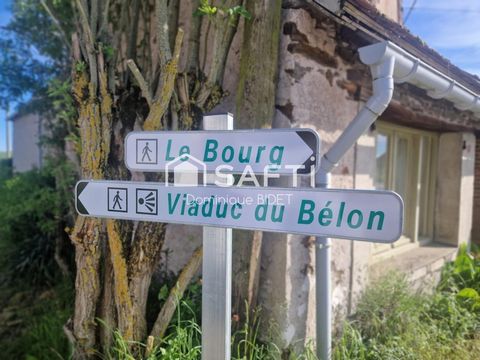 Le Bourg
SAFTI
Dominique BIDET
Viaduc du Bélon